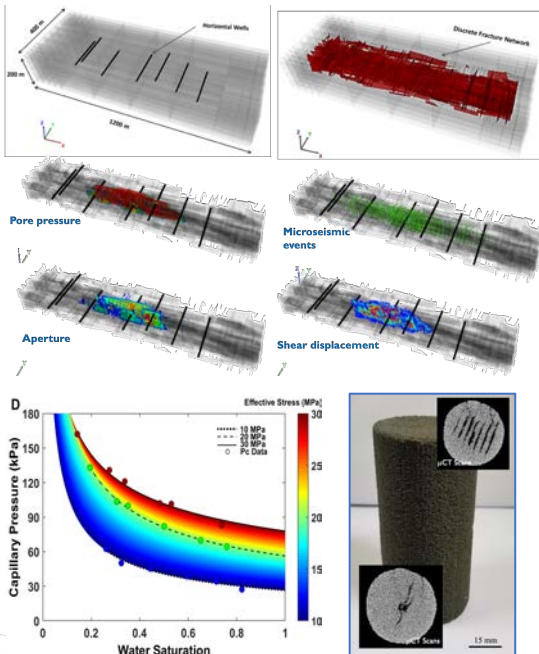 Horizontal Wells
400 m
200 m
1200 m
Discrete Fracture Network
Pore pressure
Microseismic
events
Aperture
Shear displacement
D
Effective Stress (MPa)
180
150
120
90
60
30
0
Capillary Pressure (kPa)
10 MPa
20 MPa
30 MPa
Pc Data
30
25
20
15
10
0
0.2
0.4
0.6
0.8
1
Water Saturation
µCT Scans
µCT Scans
15 mm